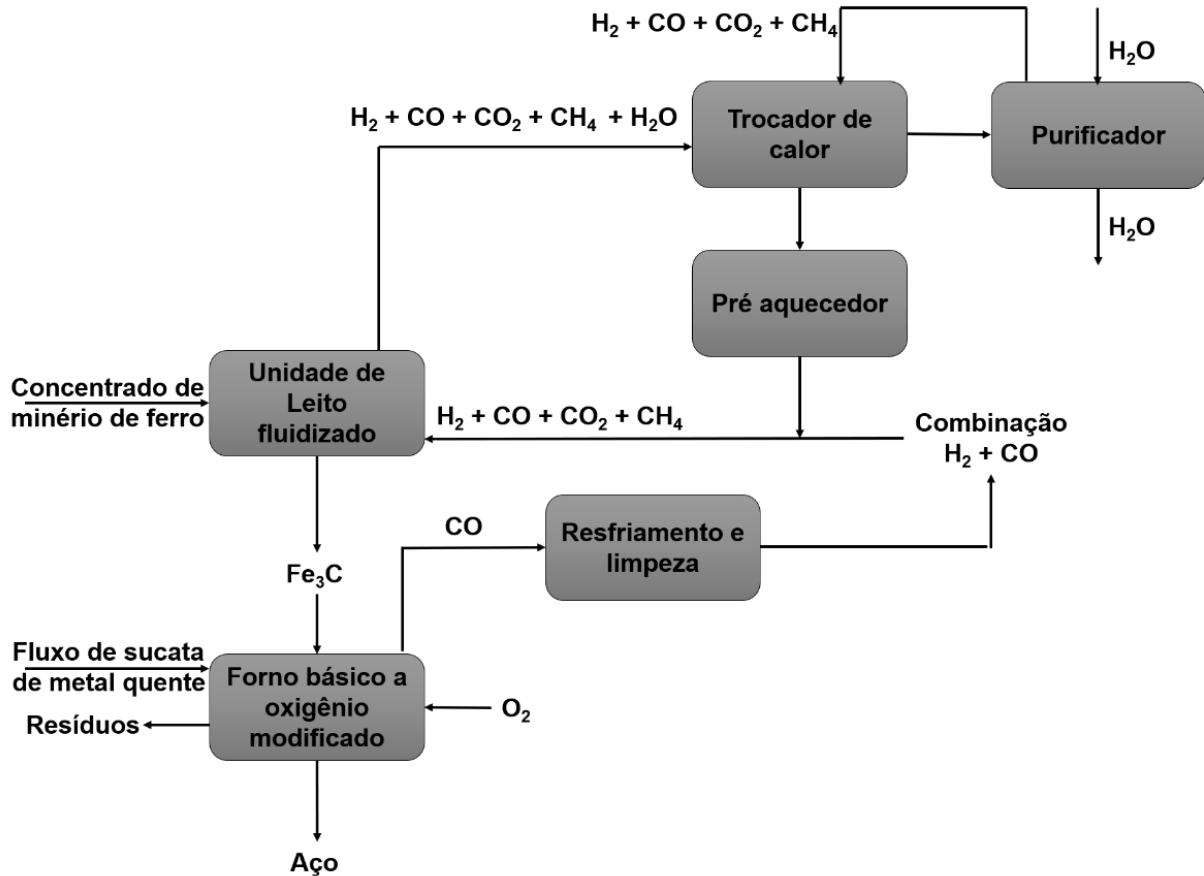 H₂ + CO + CO₂ + CH₄
H₂O
H₂ + CO + CO₂ + CH₄ + H₂O
Trocador de
calor
Purificador
H₂O
Pré aquecedor
Concentrado de
minério de ferro
Unidade de
Leito
fluidizado
H₂ + CO + CO₂ + CH₄
Combinação
H₂ + CO
CO
Resfriamento e
limpeza
Fe₃C
Fluxo de sucata
de metal quente
Forno básico a
oxigênio
modificado
O₂
Resíduos
Aço